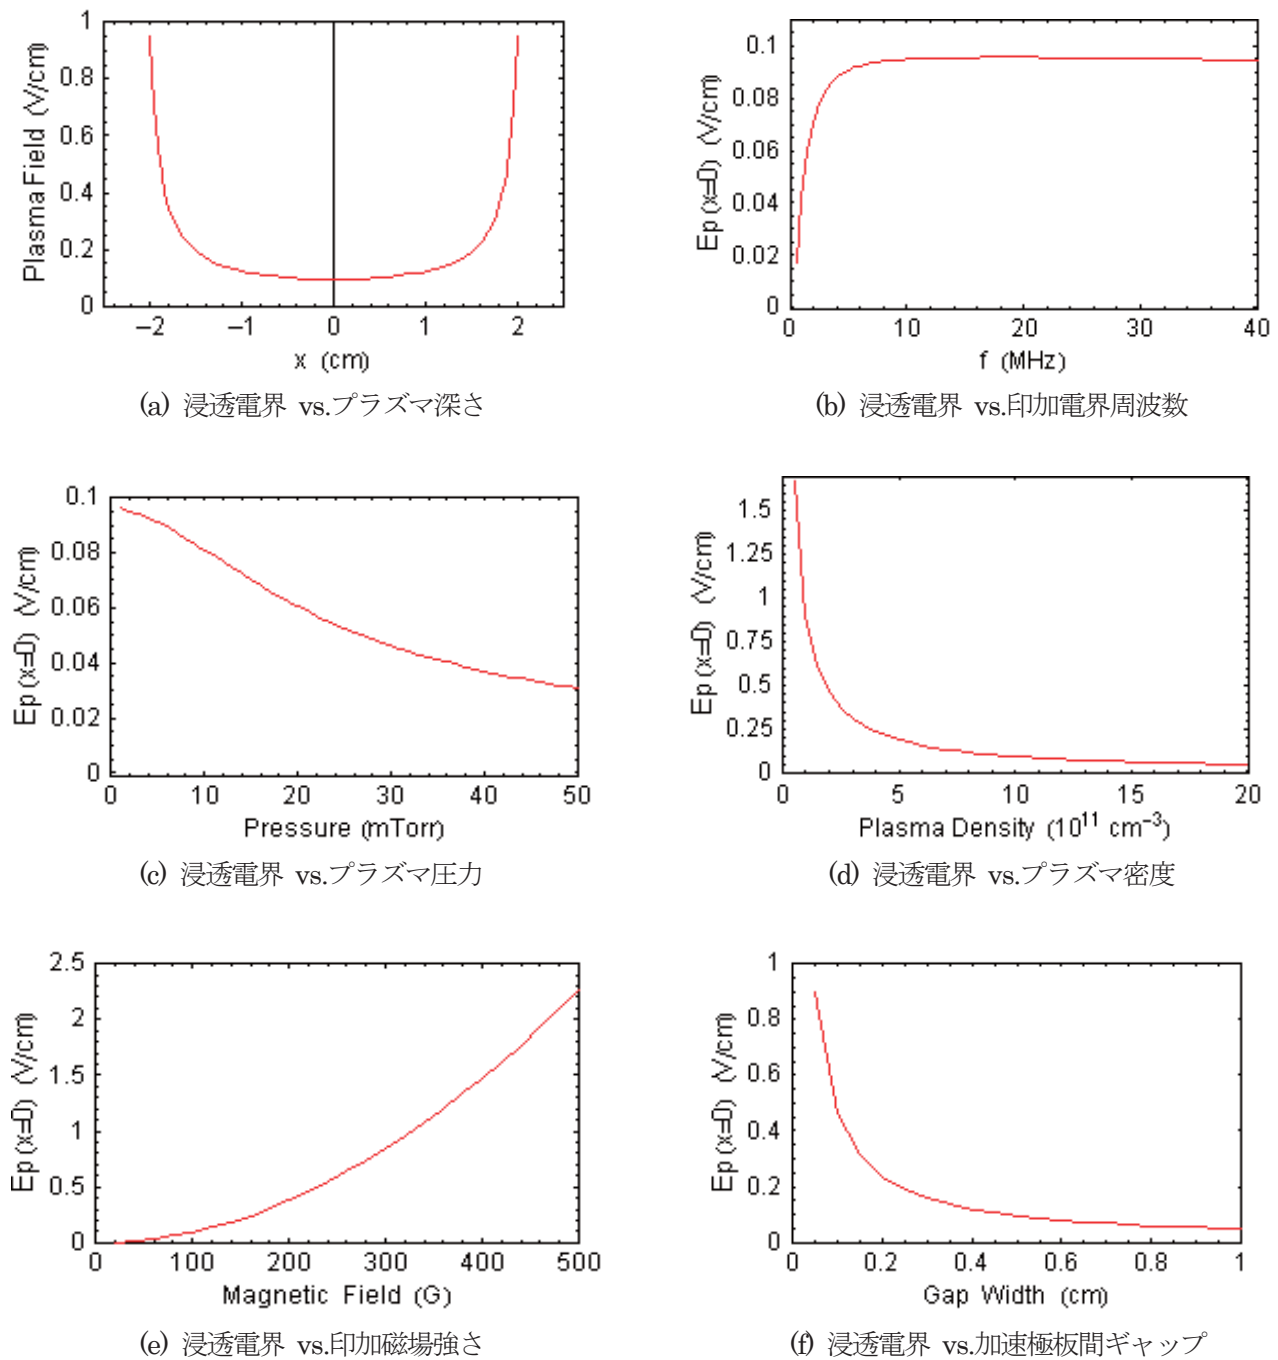 1
0.8
0.6
0.4
0.2
0
Plasma Field (V/cm)
−2 −1 0 1 2
x (cm)
(a) 浸透電界 vs.プラズマ深さ
0.1
0.08
0.06
0.04
0.02
0
Ep (x=0) (V/cm)
0 10 20 30 40
f (MHz)
(b) 浸透電界 vs.印加電界周波数
0.1
0.08
0.06
0.04
0.02
0
Ep (x=0) (V/cm)
0 10 20 30 40 50
Pressure (mTorr)
(c) 浸透電界 vs.プラズマ圧力
1.5
1.25
1
0.75
0.5
0.25
0
Ep (x=0) (V/cm)
0 5 10 15 20
Plasma Density (10¹¹ cm⁻³)
(d) 浸透電界 vs.プラズマ密度
2.5
2
1.5
1
0.5
0
Ep (x=0) (V/cm)
0 100 200 300 400 500
Magnetic Field (G)
(e) 浸透電界 vs.印加磁場強さ
1
0.8
0.6
0.4
0.2
0
Ep (x=0) (V/cm)
0 0.2 0.4 0.6 0.8 1
Gap Width (cm)
(f) 浸透電界 vs.加速極板間ギャップ